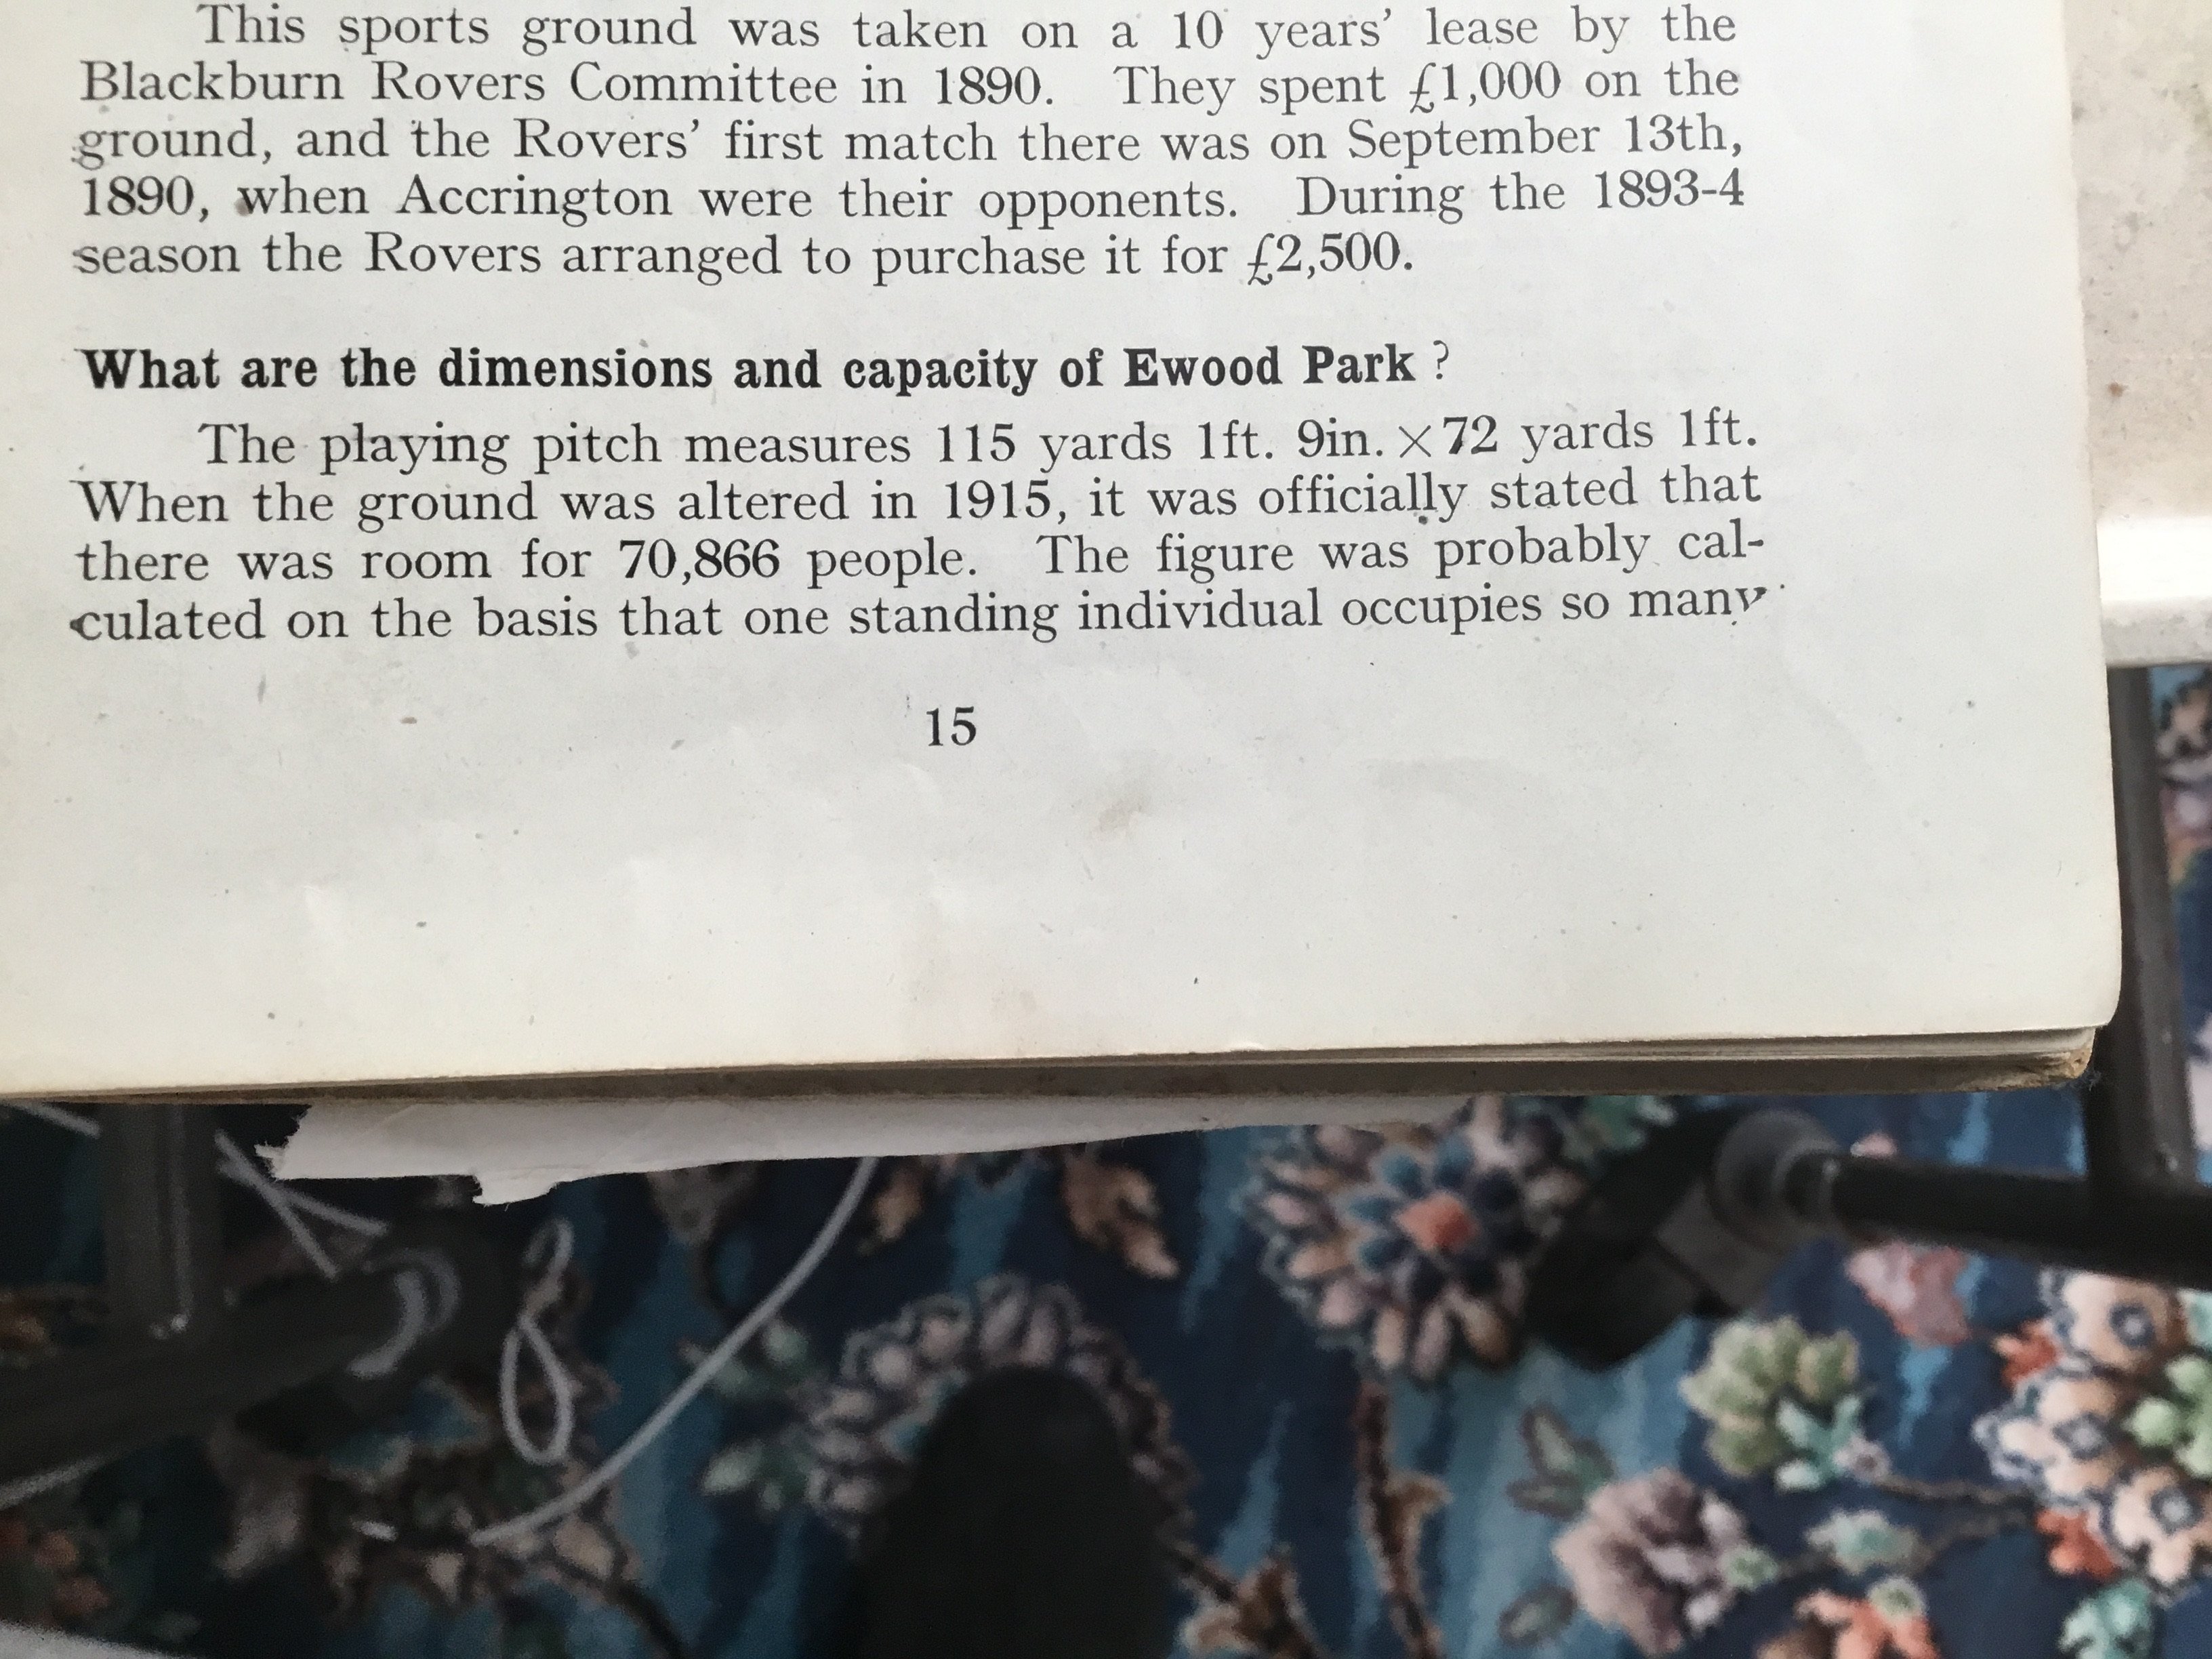 This sports ground was taken on a 10 years' lease by the
Blackburn Rovers Committee in 1890. They spent £1,000 on the
ground, and the Rovers' first match there was on September 13th,
1890, when Accrington were their opponents. During the 1893-4
season the Rovers arranged to purchase it for £2,500.
What are the dimensions and capacity of Ewood Park ?
The playing pitch measures 115 yards 1ft. 9in. ×72 yards 1ft.
When the ground was altered in 1915, it was officially stated that
there was room for 70,866 people. The figure was probably cal-
culated on the basis that one standing individual occupies so many
15